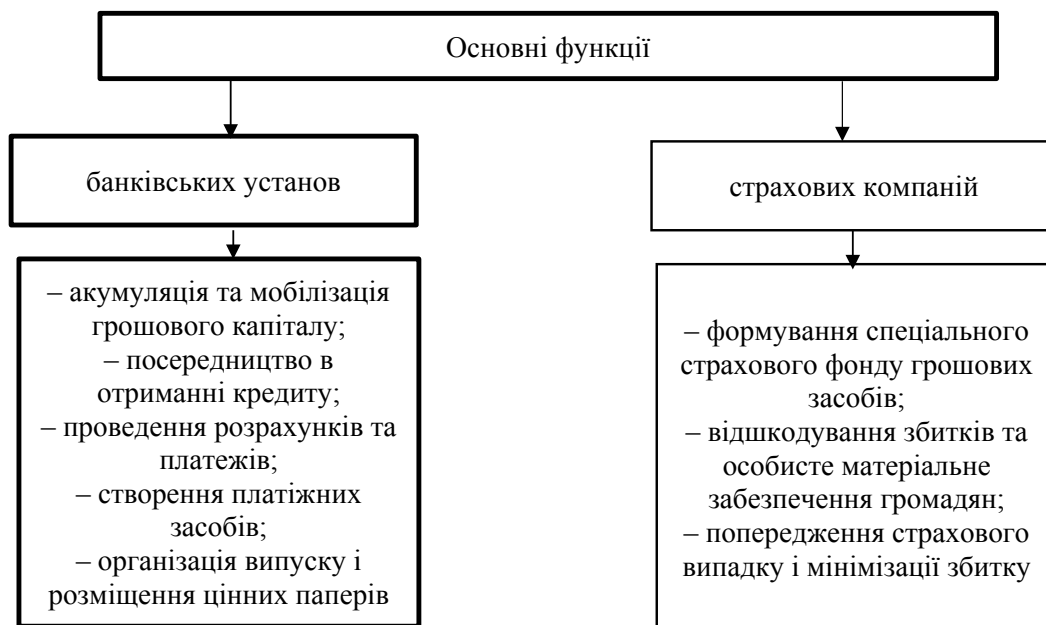 Основні функції
банківських установ
– акумуляція та мобілізація
грошового капіталу;
– посередництво в
отриманні кредиту;
– проведення розрахунків та
платежів;
– створення платіжних
засобів;
– організація випуску і
розміщення цінних паперів
страхових компаній
– формування спеціального
страхового фонду грошових
засобів;
– відшкодування збитків та
особисте матеріальне
забезпечення громадян;
– попередження страхового
випадку і мінімізації збитку